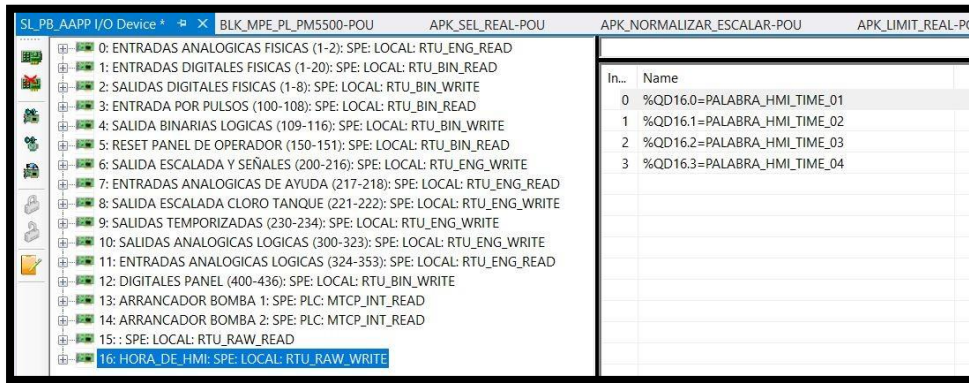 SL_PB_AAPP I/O Device * BLK_MPE_PL_PM5500-POU APK_SEL_REAL-POU APK_NORMALIZAR_ESCALAR-POU APK_LIMIT_REAL-PO
0: ENTRADAS ANALOGICAS FISICAS (1-2): SPE: LOCAL: RTU_ENG_READ
1: ENTRADAS DIGITALES FISICAS (1-20): SPE: LOCAL: RTU_BIN_READ
2: SALIDAS DIGITALES FISICAS (1-8): SPE: LOCAL: RTU_BIN_WRITE
3: ENTRADA POR PULSOS (100-108): SPE: LOCAL: RTU_BIN_READ
4: SALIDA BINARIAS LOGICAS (109-116): SPE: LOCAL: RTU_BIN_WRITE
5: RESET PANEL DE OPERADOR (150-151): SPE: LOCAL: RTU_BIN_READ
6: SALIDA ESCALADA Y SEÑALES (200-216): SPE: LOCAL: RTU_ENG_WRITE
7: ENTRADAS ANALOGICAS DE AYUDA (217-218): SPE: LOCAL: RTU_ENG_READ
8: SALIDA ESCALADA CLORO TANQUE (221-222): SPE: LOCAL: RTU_ENG_WRITE
9: SALIDAS TEMPORIZADAS (230-234): SPE: LOCAL: RTU_ENG_WRITE
10: SALIDAS ANALOGICAS LOGICAS (300-323): SPE: LOCAL: RTU_ENG_WRITE
11: ENTRADAS ANALOGICAS LOGICAS (324-353): SPE: LOCAL: RTU_ENG_READ
12: DIGITALES PANEL (400-436): SPE: LOCAL: RTU_BIN_WRITE
13: ARRANCADOR BOMBA 1: SPE: PLC: MTCP_INT_READ
14: ARRANCADOR BOMBA 2: SPE: PLC: MTCP_INT_READ
15: : SPE: LOCAL: RTU_RAW_READ
16: HORA_DE_HMI: SPE: LOCAL: RTU_RAW_WRITE
In... Name
0 %QD16.0=PALABRA_HMI_TIME_01
1 %QD16.1=PALABRA_HMI_TIME_02
2 %QD16.2=PALABRA_HMI_TIME_03
3 %QD16.3=PALABRA_HMI_TIME_04